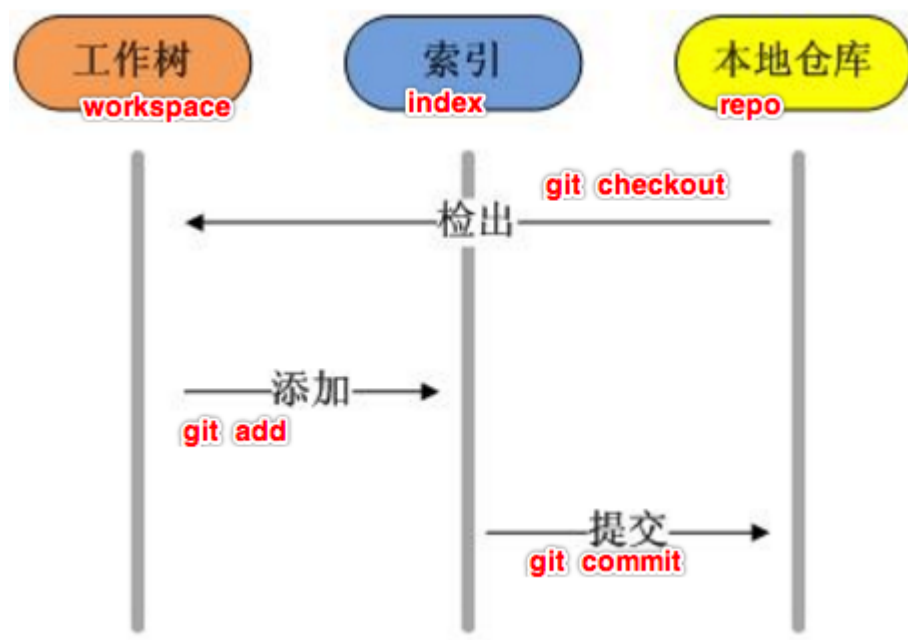 工作树
workspace
索引
index
本地仓库
repo
git checkout
检出
添加
git add
提交
git commit